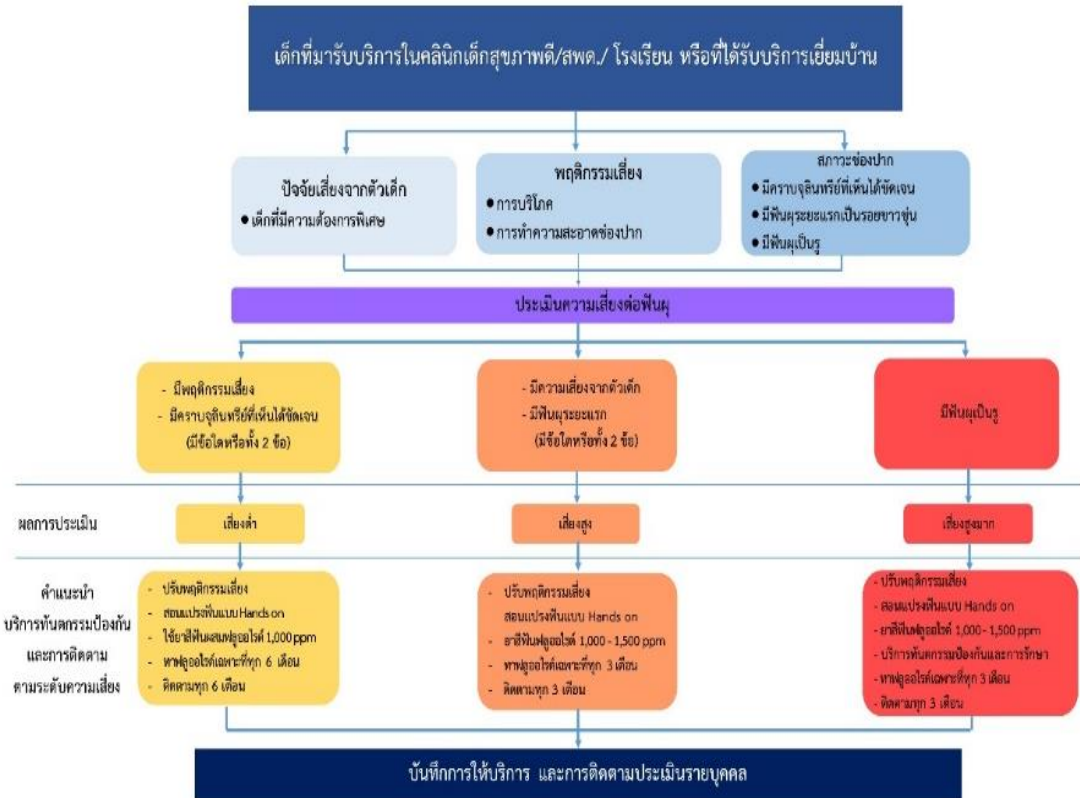 เด็กที่มารับบริการในคลินิกเด็กสุขภาพดี/สพด./ โรงเรียน หรือที่ได้รับบริการเยี่ยมบ้าน
ปัจจัยเสี่ยงจากตัวเด็ก
● เด็กที่มีความต้องการพิเศษ
พฤติกรรมเสี่ยง
● การบริโภค
● การทำความสะอาดช่องปาก
สภาวะช่องปาก
● มีคราบจุลินทรีย์ที่เห็นได้ชัดเจน
● มีฟันผุระยะแรกเป็นรอยขาวขุ่น
● มีฟันผุเป็นรู
ประเมินความเสี่ยงต่อฟันผุ
- มีพฤติกรรมเสี่ยง
- มีคราบจุลินทรีย์ที่เห็นได้ชัดเจน
(มีข้อใดหรือทั้ง 2 ข้อ)
- มีความเสี่ยงจากตัวเด็ก
- มีฟันผุระยะแรก
(มีข้อใดหรือทั้ง 2 ข้อ)
มีฟันผุเป็นรู
ผลการประเมิน
เสี่ยงต่ำ
เสี่ยงสูง
เสี่ยงสูงมาก
คำแนะนำ
บริการทันตกรรมป้องกัน
และการติดตาม
ตามระดับความเสี่ยง
- ปรับพฤติกรรมเสี่ยง
- สอนแปรงฟันแบบ Hands on
- ใช้ยาสีฟันผสมฟลูออไรด์ 1,000 ppm
- ทาฟลูออไรด์เฉพาะที่ทุก 6 เดือน
- ติดตามทุก 6 เดือน
- ปรับพฤติกรรมเสี่ยง
สอนแปรงฟันแบบ Hands on
- ยาสีฟันฟลูออไรด์ 1,000 - 1,500 ppm
- ทาฟลูออไรด์เฉพาะที่ทุก 3 เดือน
- ติดตามทุก 3 เดือน
- ปรับพฤติกรรมเสี่ยง
- สอนแปรงฟันแบบ Hands on
- ยาสีฟันฟลูออไรด์ 1,000 - 1,500 ppm
- บริการทันตกรรมป้องกันและการรักษา
- ทาฟลูออไรด์เฉพาะที่ทุก 3 เดือน
- ติดตามทุก 3 เดือน
บันทึกการให้บริการ และการติดตามประเมินรายบุคคล